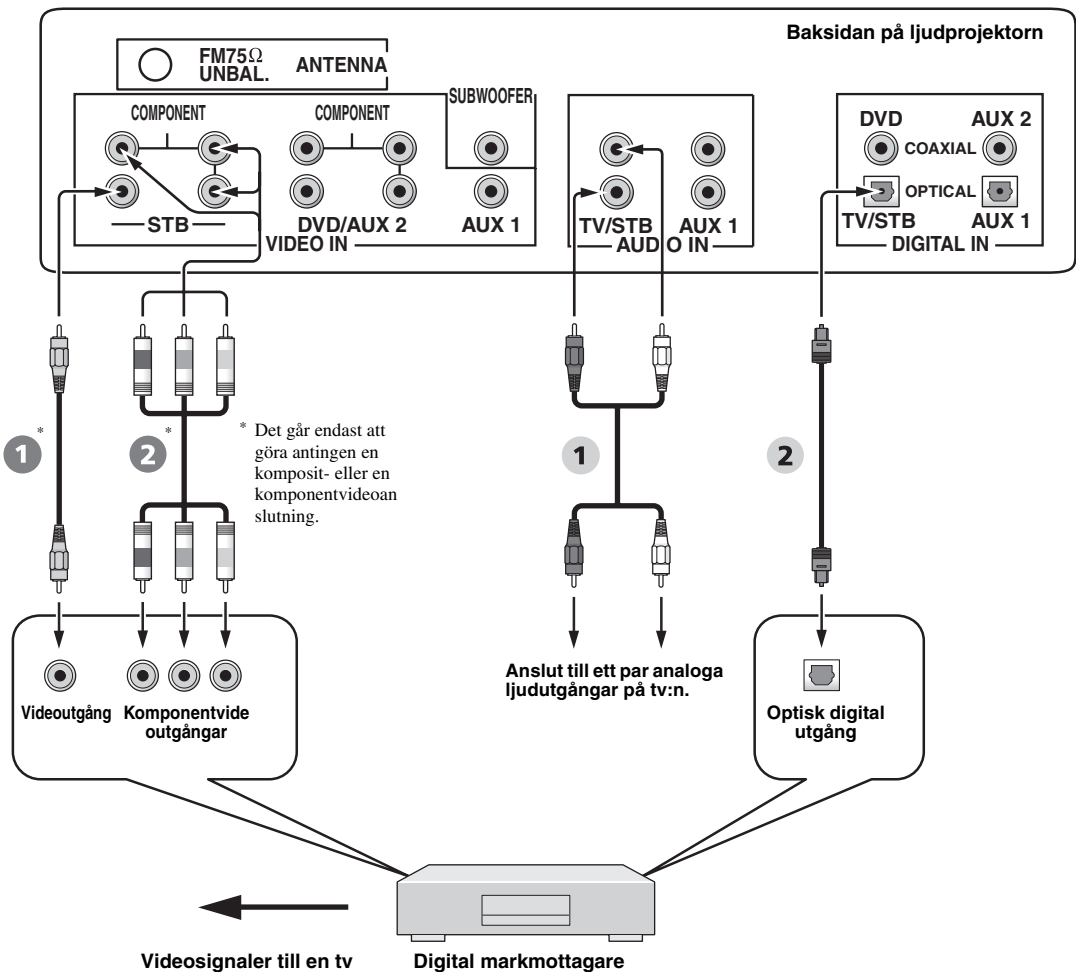 Baksidan på ljudprojektorn
FM75Ω
UNBAL.
ANTENNA
SUBWOOFER
COMPONENT
COMPONENT
DVD
AUX 2
COAXIAL
OPTICAL
STB
DVD/AUX 2
AUX 1
VIDEO IN
TV/STB
AUX 1
AUDIO IN
TV/STB
AUX 1
DIGITAL IN
1*
2*
* Det går endast att
göra antingen en
komposit- eller en
komponentvideoan
slutning.
1
2
Videoutgång
Komponentvide
outgångar
Anslut till ett par analoga
ljudutgångar på tv:n.
Optisk digital
utgång
Videosignaler till en tv
Digital markmottagare